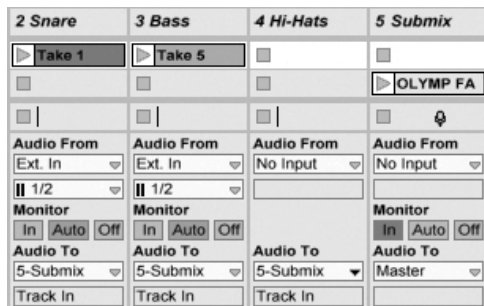 2 Snare 3 Bass 4 Hi-Hats 5 Submix
Take 1 Take 5
OLYMP FA
Audio From Audio From Audio From Audio From
Ext. In Ext. In No Input No Input
1/2 1/2
Monitor Monitor Monitor
In Auto Off In Auto Off In Auto Off
Audio To Audio To Audio To Audio To
5-Submix 5-Submix 5-Submix Master
Track In Track In Track In